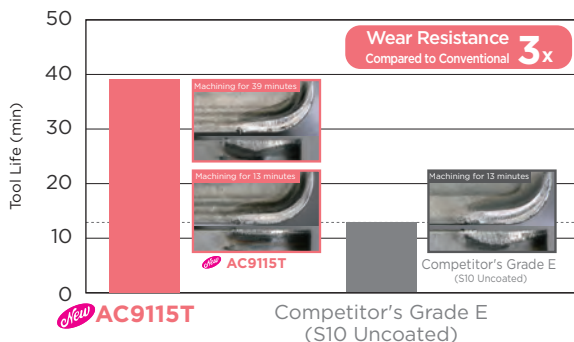 50
40
30
20
10
0
Tool Life (min)
Wear Resistance
Compared to Conventional 3x
Machining for 39 minutes
Machining for 13 minutes
New AC9115T
Machining for 13 minutes
Competitor's Grade E
(S10 Uncoated)
New AC9115T
Competitor's Grade E
(S10 Uncoated)